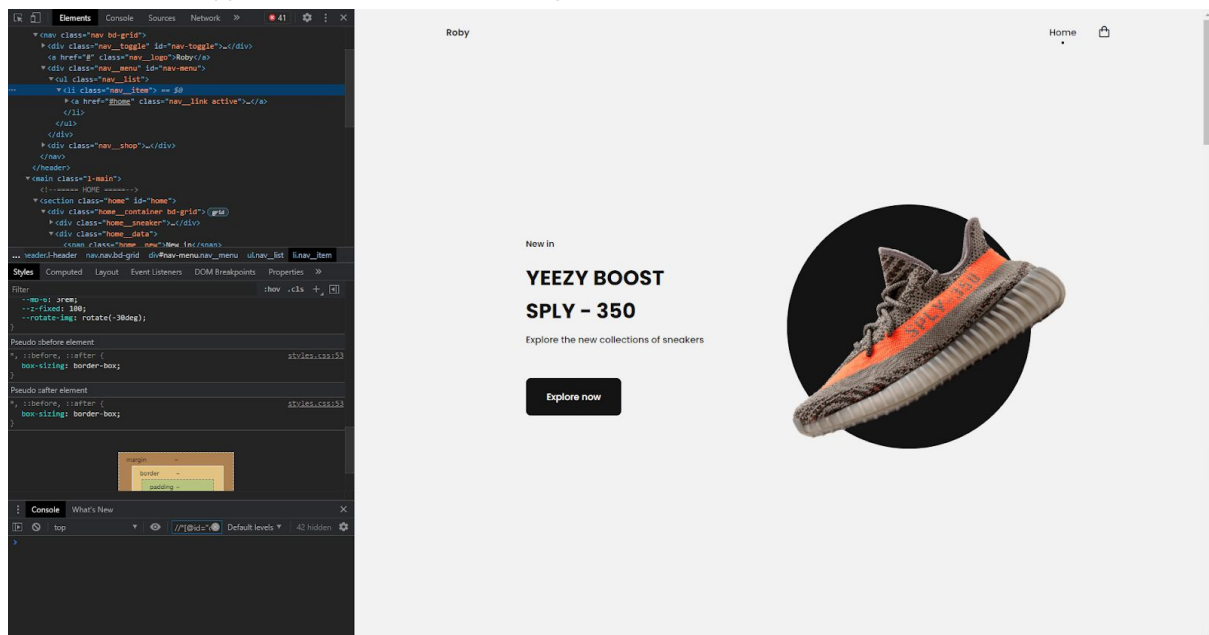 Elements Console Sources Network » 41
<nav class="nav bd-grid">
<div class="nav__toggle" id="nav-toggle">…</div>
<a href="#" class="nav__logo">Roby</a>
<div class="nav__menu" id="nav-menu">
<ul class="nav__list">
<li class="nav__item"> == $0
<a href="#home" class="nav__link active">…</a>
</li>
</ul>
</div>
<div class="nav__shop">…</div>
</nav>
</header>
<main class="l-main">
<!--===== HOME =====-->
<section class="home" id="home">
<div class="home__container bd-grid"> grid
<div class="home__sneaker">…</div>
<div class="home__data">
<span class="home__new">New in</span>
... header.l-header nav.nav.bd-grid div#nav-menu.nav__menu ul.nav__list li.nav__item
Styles Computed Layout Event Listeners DOM Breakpoints Properties »
Filter :hov .cls +
--mb-6: 3rem;
--z-fixed: 100;
--rotate-img: rotate(-30deg);
}
Pseudo ::before element
*, ::before, ::after { styles.css:53
box-sizing: border-box;
}
Pseudo ::after element
*, ::before, ::after { styles.css:53
box-sizing: border-box;
}
margin -
border -
padding -
Console What's New
top //*[@id="c Default levels ▼ 42 hidden
Roby
Home
New in
YEEZY BOOST
SPLY - 350
Explore the new collections of sneakers
Explore now
SPLY 350